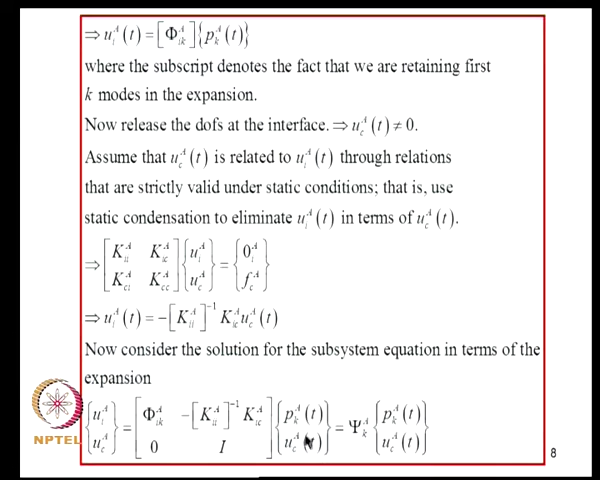 ⇒ u_i^A(t) = [Φ_ik^A]{p_k^A(t)}
where the subscript denotes the fact that we are retaining first
k modes in the expansion.
Now release the dofs at the interface. ⇒ u_c^A(t) ≠ 0.
Assume that u_c^A(t) is related to u_i^A(t) through relations
that are strictly valid under static conditions; that is, use
static condensation to eliminate u_i^A(t) in terms of u_c^A(t).
⇒ [K_ii^A K_ic^A; K_ci^A K_cc^A]{u_i^A; u_c^A} = {0_i^A; f_c^A}
⇒ u_i^A(t) = −[K_ii^A]^−1 K_ic^A u_c^A(t)
Now consider the solution for the subsystem equation in terms of the
expansion
{u_i^A; u_c^A} = [Φ_ik^A −[K_ii^A]^−1 K_ic^A; 0 I]{p_k^A(t); u_c^A(t)} = Ψ_k^A {p_k^A(t); u_c^A(t)}
NPTEL
8